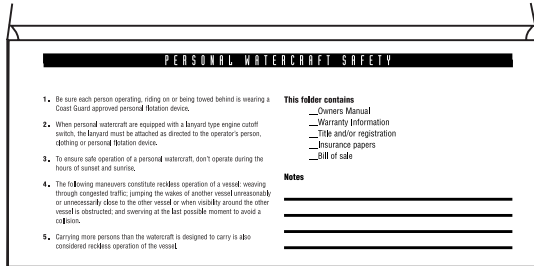 PERSONAL WATERCRAFT SAFETY
1. Be sure each person operating, riding on or being towed behind is wearing a
Coast Guard approved personal flotation device.
2. When personal watercraft are equipped with a lanyard type engine cutoff
switch, the lanyard must be attached as directed to the operator's person,
clothing or personal flotation device.
3. To ensure safe operation of a personal watercraft, don't operate during the
hours of sunset and sunrise.
4. The following maneuvers constitute reckless operation of a vessel: weaving
through congested traffic; jumping the wakes of another vessel unreasonably
or unnecessarily close to the other vessel or when visibility around the other
vessel is obstructed; and swerving at the last possible moment to avoid a
collision.
5. Carrying more persons than the watercraft is designed to carry is also
considered reckless operation of the vessel.
This folder contains
__Owners Manual
__Warranty Information
__Title and/or registration
__Insurance papers
__Bill of sale
Notes